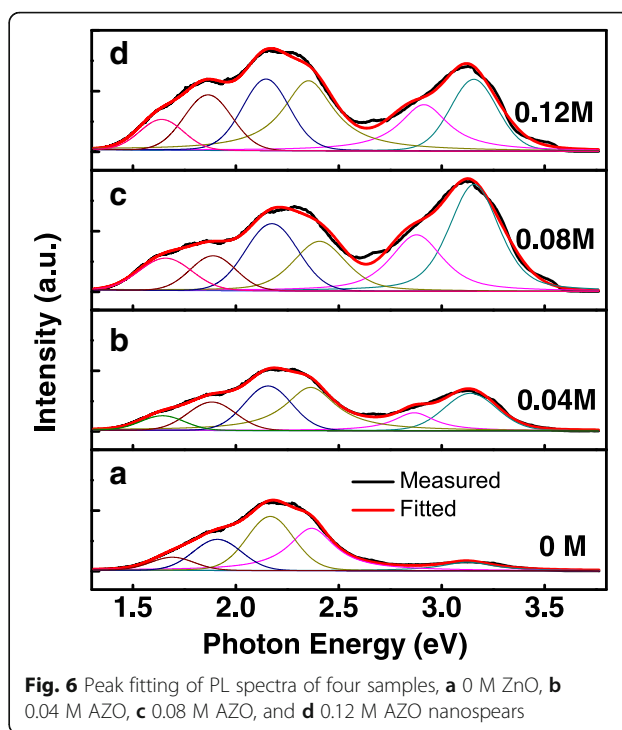 d
0.12M
c
0.08M
b
0.04M
a
Measured
Fitted
0 M
Intensity (a.u.)
1.5 2.0 2.5 3.0 3.5
Photon Energy (eV)
Fig. 6 Peak fitting of PL spectra of four samples, a 0 M ZnO, b
0.04 M AZO, c 0.08 M AZO, and d 0.12 M AZO nanospears